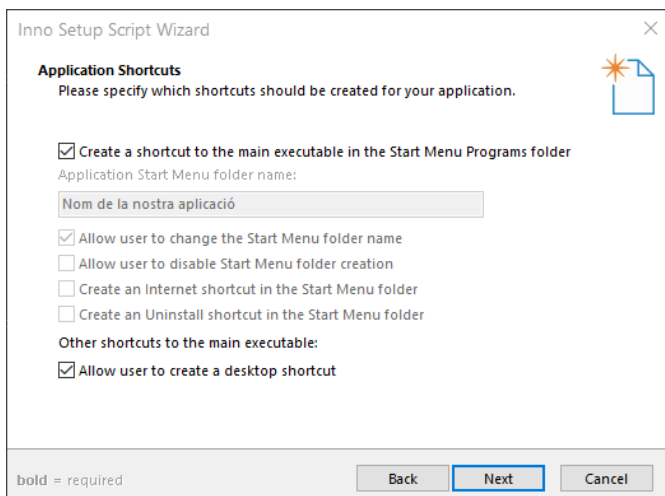 Inno Setup Script Wizard
Application Shortcuts
Please specify which shortcuts should be created for your application.
Create a shortcut to the main executable in the Start Menu Programs folder
Application Start Menu folder name:
Nom de la nostra aplicació
Allow user to change the Start Menu folder name
Allow user to disable Start Menu folder creation
Create an Internet shortcut in the Start Menu folder
Create an Uninstall shortcut in the Start Menu folder
Other shortcuts to the main executable:
Allow user to create a desktop shortcut
bold = required
Back
Next
Cancel